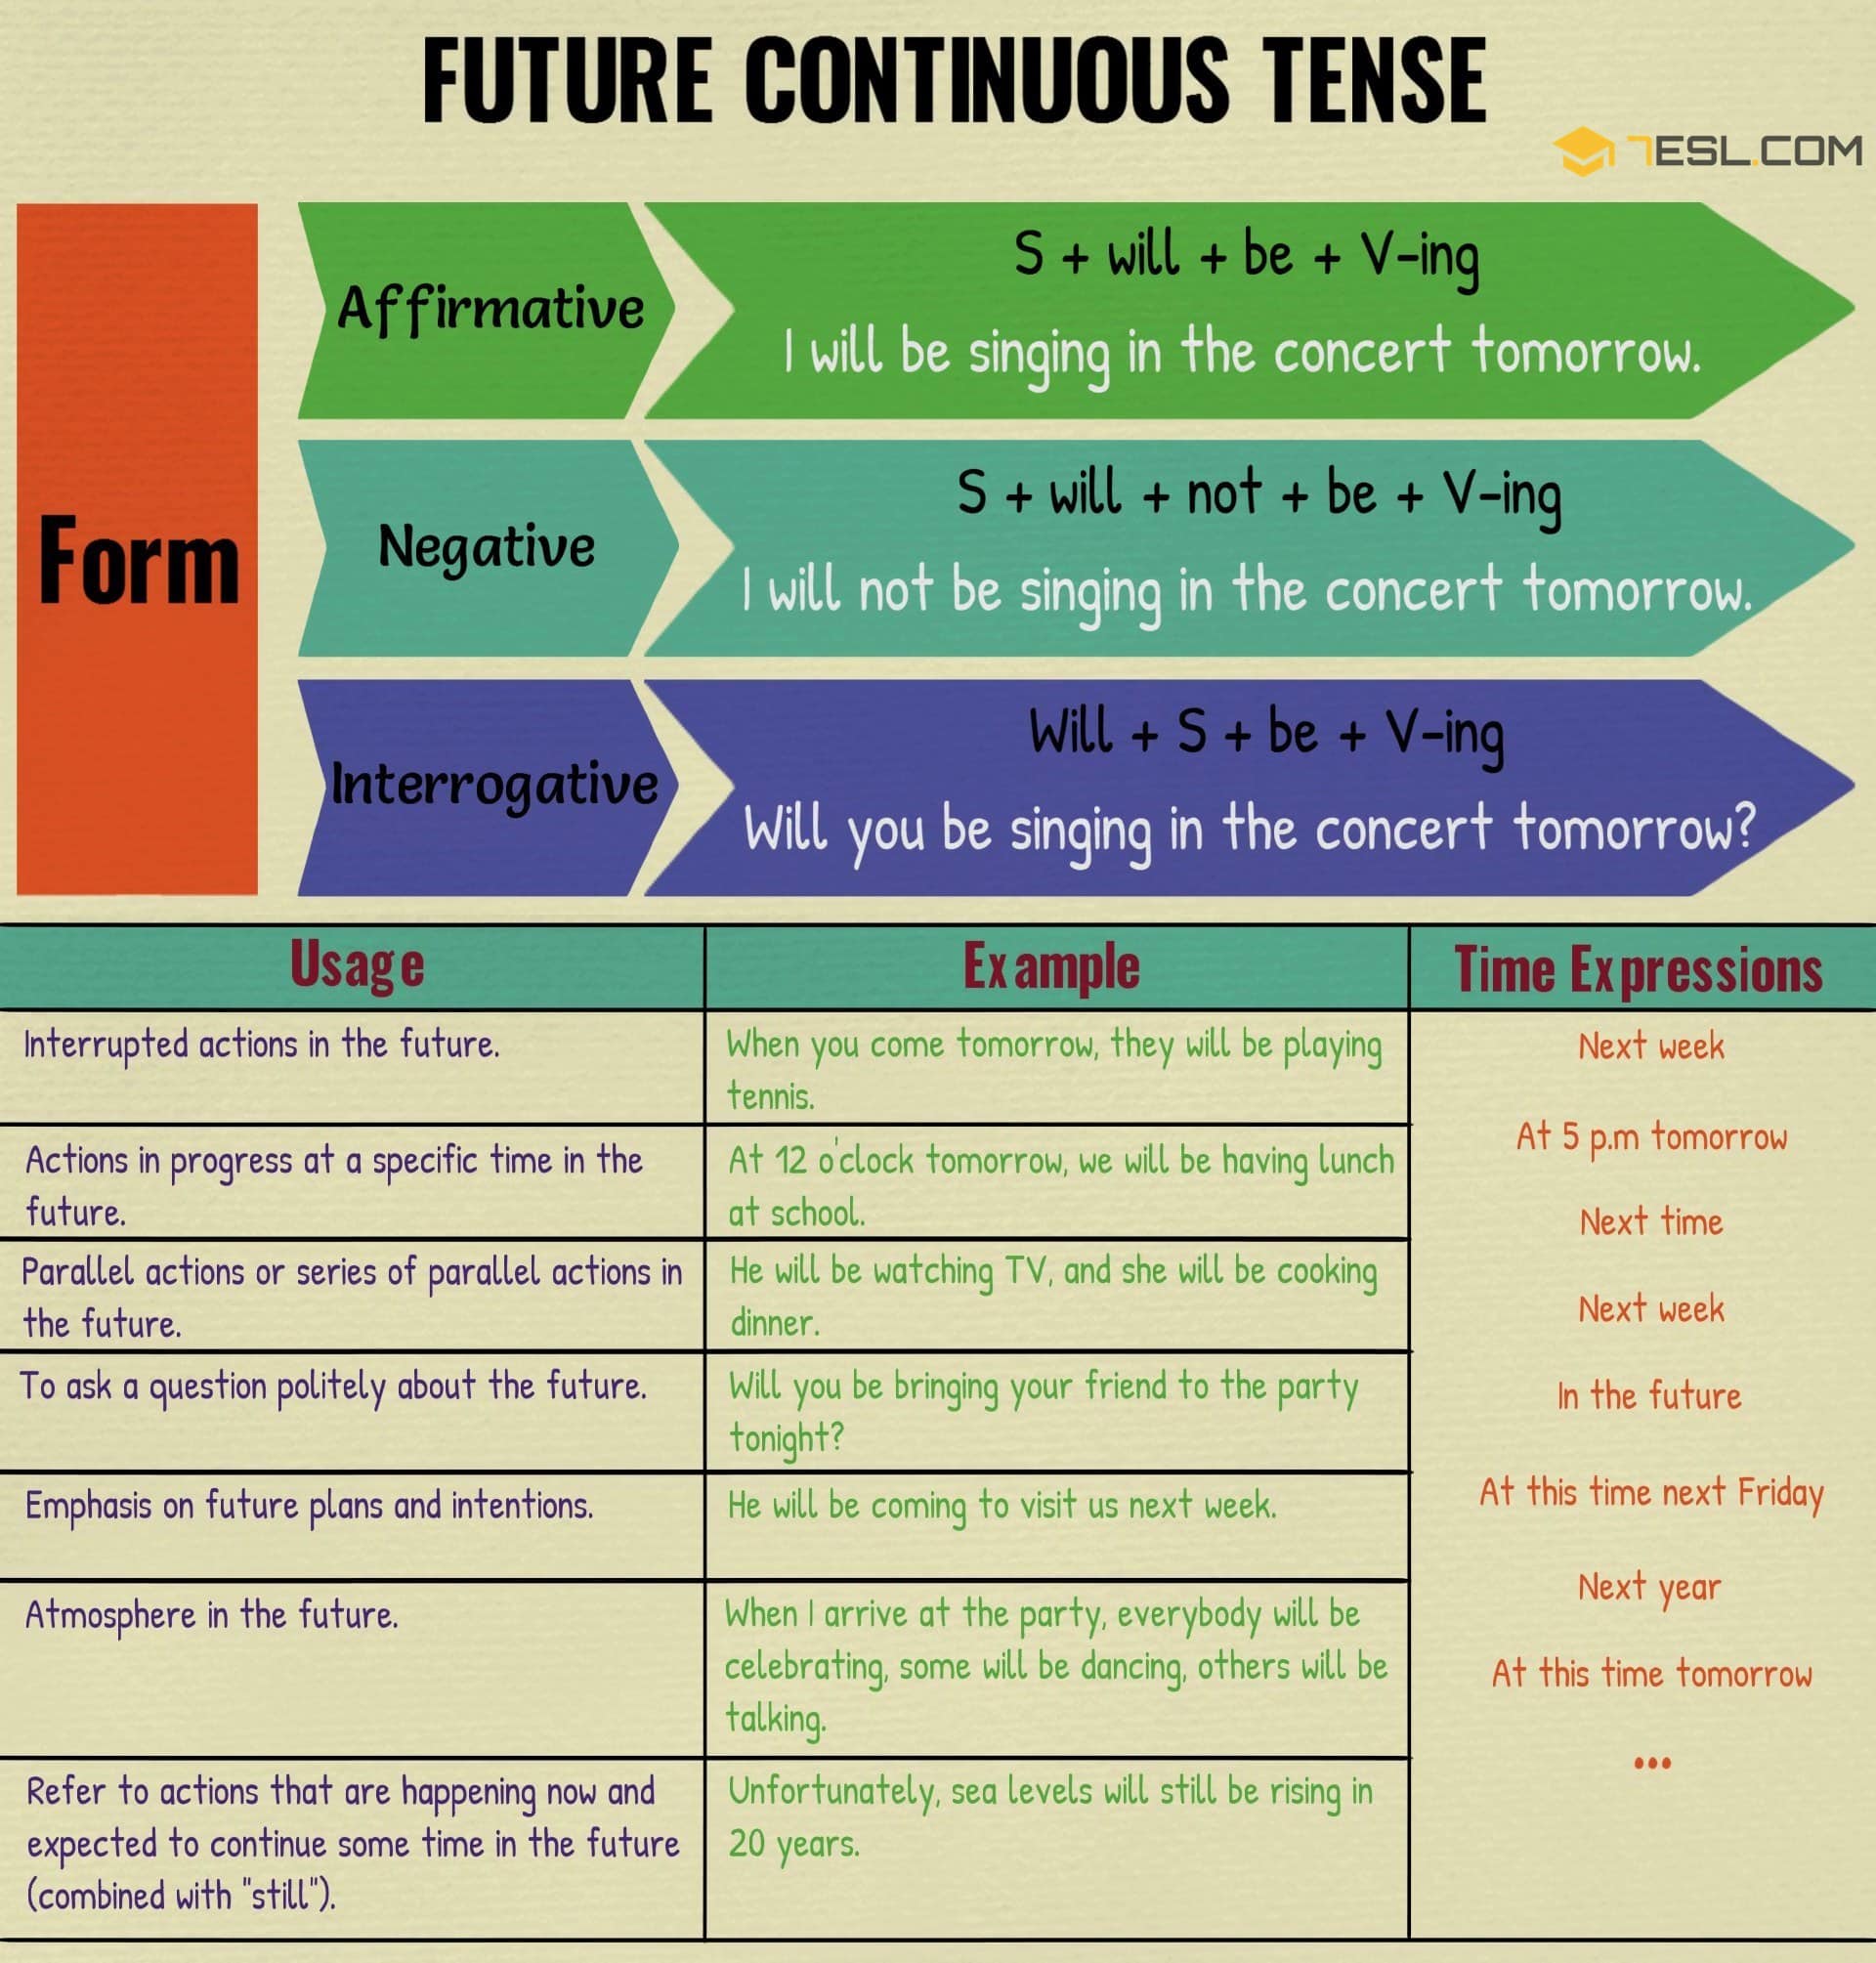 FUTURE CONTINUOUS TENSE
7ESL.COM
Form
Affirmative
S + will + be + V-ing
I will be singing in the concert tomorrow.
Negative
S + will + not + be + V-ing
I will not be singing in the concert tomorrow.
Interrogative
Will + S + be + V-ing
Will you be singing in the concert tomorrow?
Usage
Example
Time Expressions
Interrupted actions in the future.
When you come tomorrow, they will be playing
tennis.
Actions in progress at a specific time in the
future.
At 12 o'clock tomorrow, we will be having lunch
at school.
Parallel actions or series of parallel actions in
the future.
He will be watching TV, and she will be cooking
dinner.
To ask a question politely about the future.
Will you be bringing your friend to the party
tonight?
Emphasis on future plans and intentions.
He will be coming to visit us next week.
Atmosphere in the future.
When I arrive at the party, everybody will be
celebrating, some will be dancing, others will be
talking.
Refer to actions that are happening now and
expected to continue some time in the future
(combined with "still").
Unfortunately, sea levels will still be rising in
20 years.
Next week
At 5 p.m tomorrow
Next time
Next week
In the future
At this time next Friday
Next year
At this time tomorrow
...